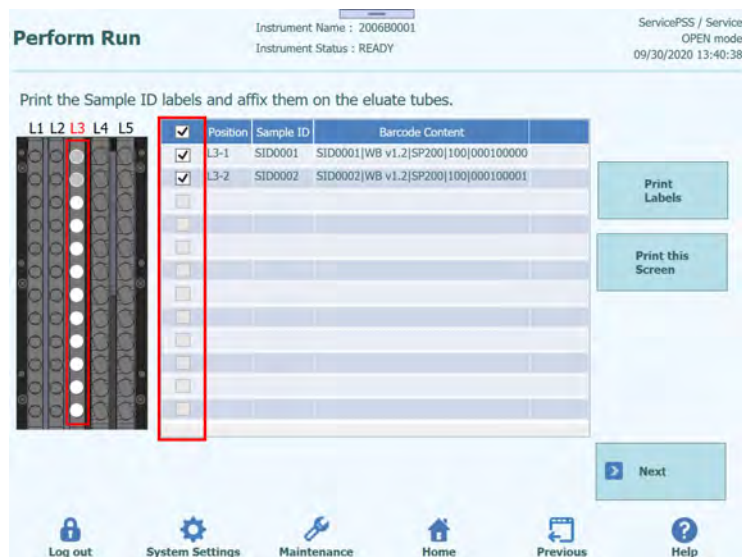 Perform Run
Instrument Name : 2006B0001
Instrument Status : READY
ServicePSS / Service
OPEN mode
09/30/2020 13:40:38
Print the Sample ID labels and affix them on the eluate tubes.
L1 L2 L3 L4 L5
Position Sample ID Barcode Content
L3-1 SID0001 SID0001|WB v1.2|SP200|100|000100000
L3-2 SID0002 SID0002|WB v1.2|SP200|100|000100001
Print
Labels
Print this
Screen
Next
Log out System Settings Maintenance Home Previous Help